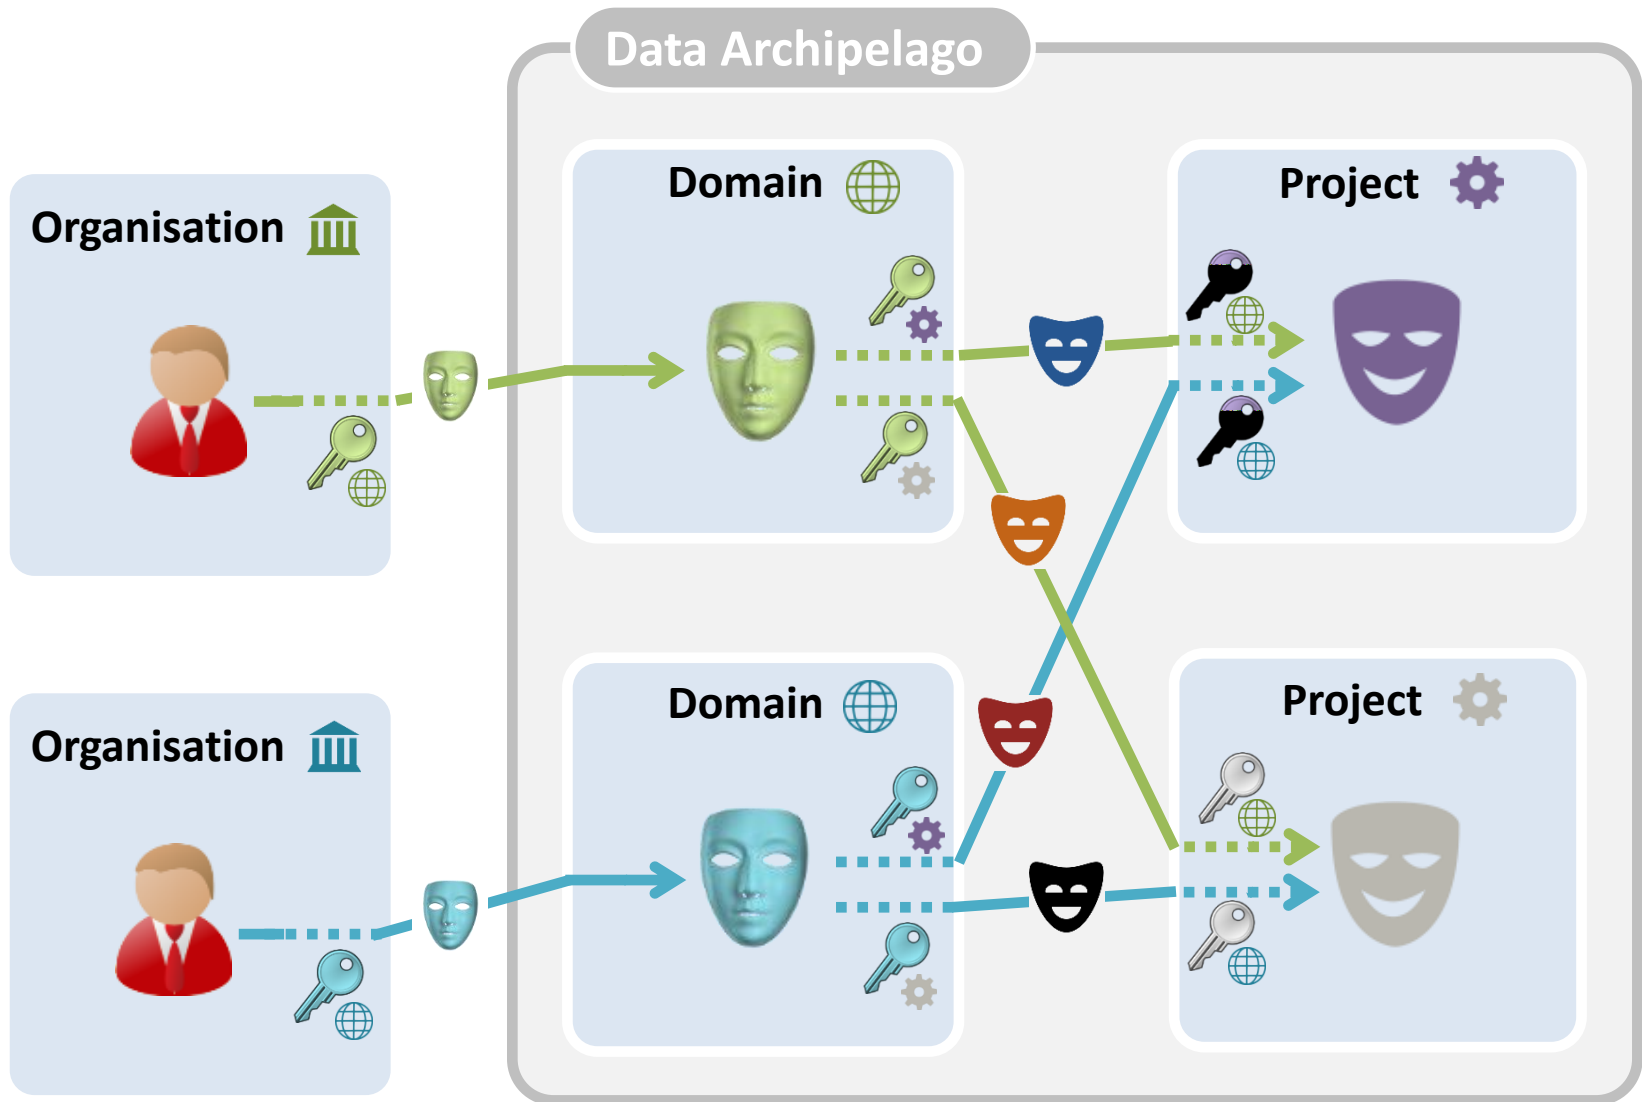 Data Archipelago
Organisation
Domain
Project
Organisation
Domain
Project